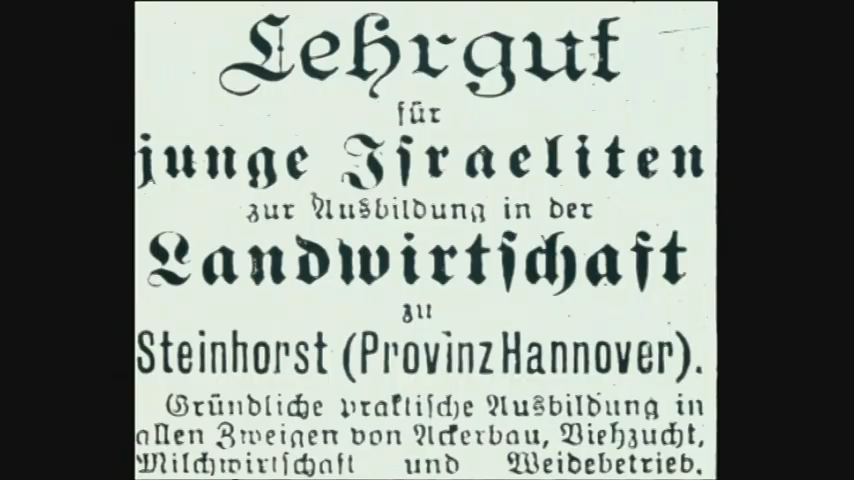 Lehrgut
für
junge Israeliten
zur Ausbildung in der
Landwirtschaft
zu
Steinhorst (Provinz Hannover).
Gründliche praktische Ausbildung in
allen Zweigen von Ackerbau, Viehzucht,
Milchwirtschaft und Weidebetrieb.